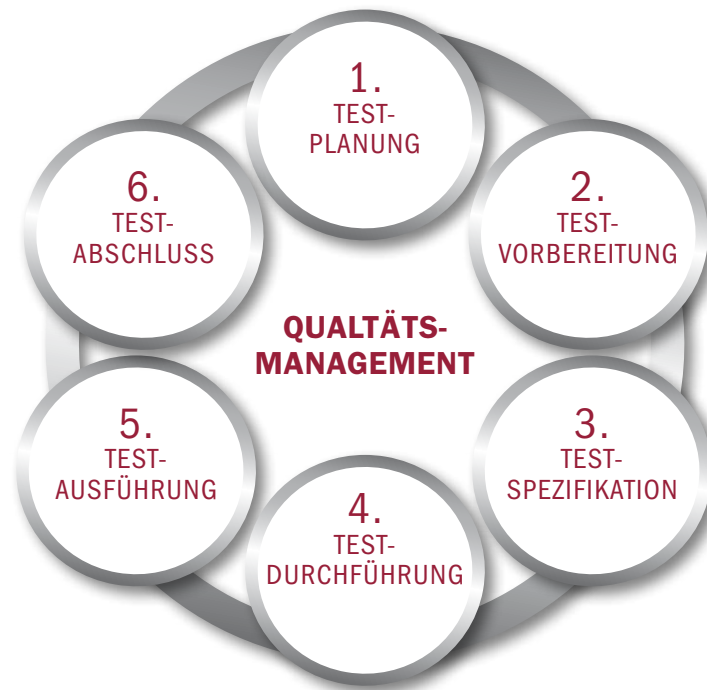 1.
TEST-
PLANUNG
2.
TEST-
VORBEREITUNG
3.
TEST-
SPEZIFIKATION
4.
TEST-
DURCHFÜHRUNG
5.
TEST-
AUSFÜHRUNG
6.
TEST-
ABSCHLUSS
QUALTÄTS-
MANAGEMENT